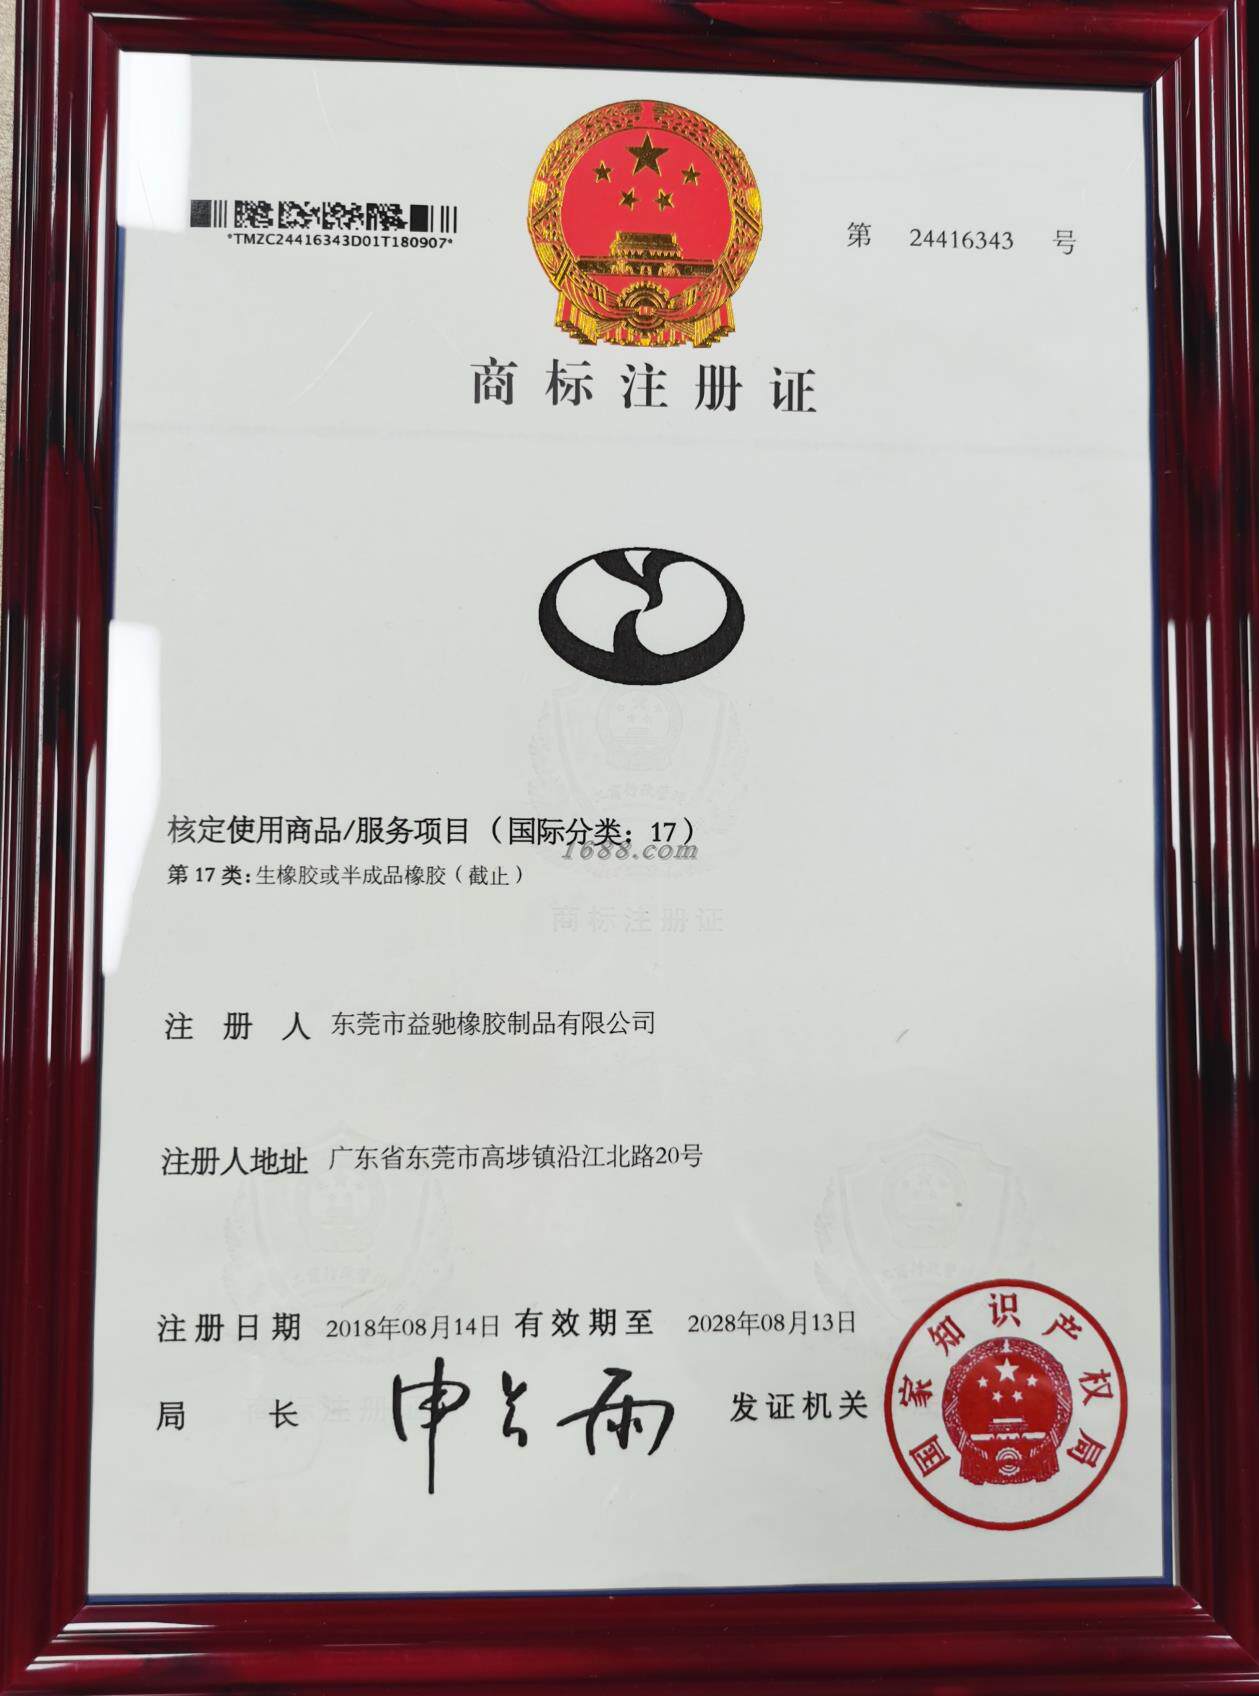 *TMZC24416343D01T180907*
第 24416343 号
商标注册证
核定使用商品/服务项目（国际分类：17）
1688.com
第 17 类：生橡胶或半成品橡胶（截止）
商标注册证
注册人 东莞市益驰橡胶制品有限公司
注册人地址 广东省东莞市高埗镇沿江北路20号
注册日期 2018年08月14日 有效期至 2028年08月13日
局长 申长雨 发证机关
国家知识产权局